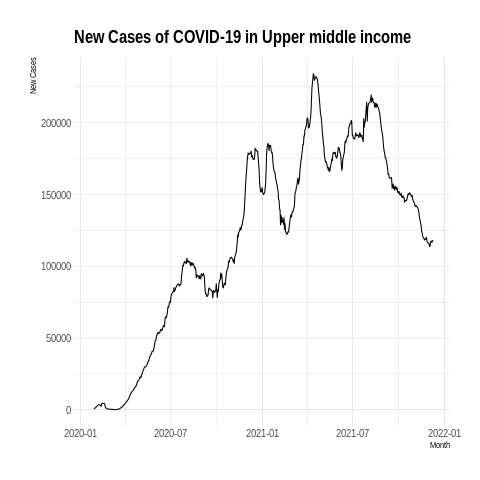 New Cases of COVID-19 in Upper middle income
New Cases
200000
150000
100000
50000
0
2020-01 2020-07 2021-01 2021-07 2022-01
Month